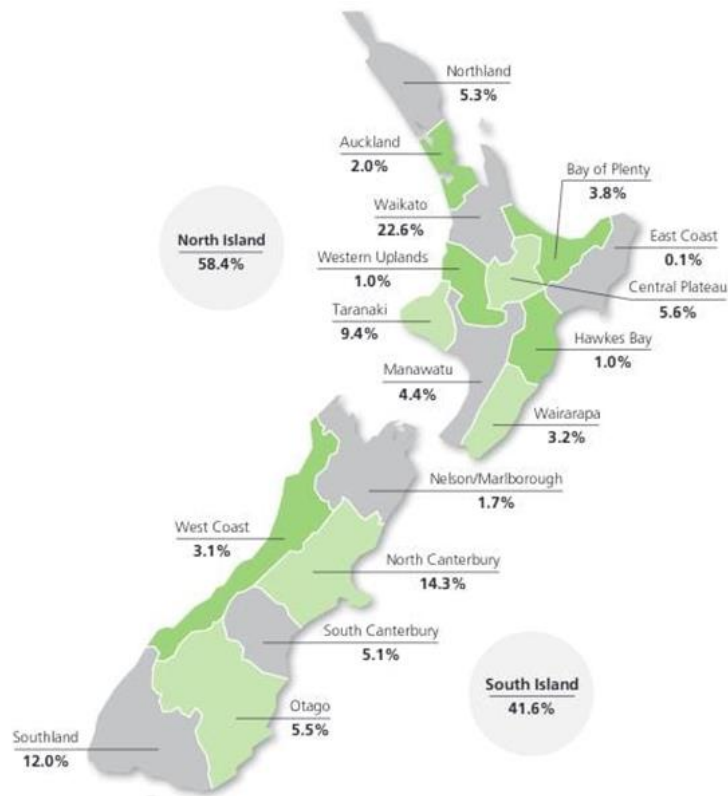 Northland
5.3%
Auckland
2.0%
Bay of Plenty
3.8%
Waikato
22.6%
North Island
58.4%
East Coast
0.1%
Western Uplands
1.0%
Central Plateau
5.6%
Taranaki
9.4%
Hawkes Bay
1.0%
Manawatu
4.4%
Wairarapa
3.2%
Nelson/Marlborough
1.7%
West Coast
3.1%
North Canterbury
14.3%
South Canterbury
5.1%
South Island
41.6%
Otago
5.5%
Southland
12.0%